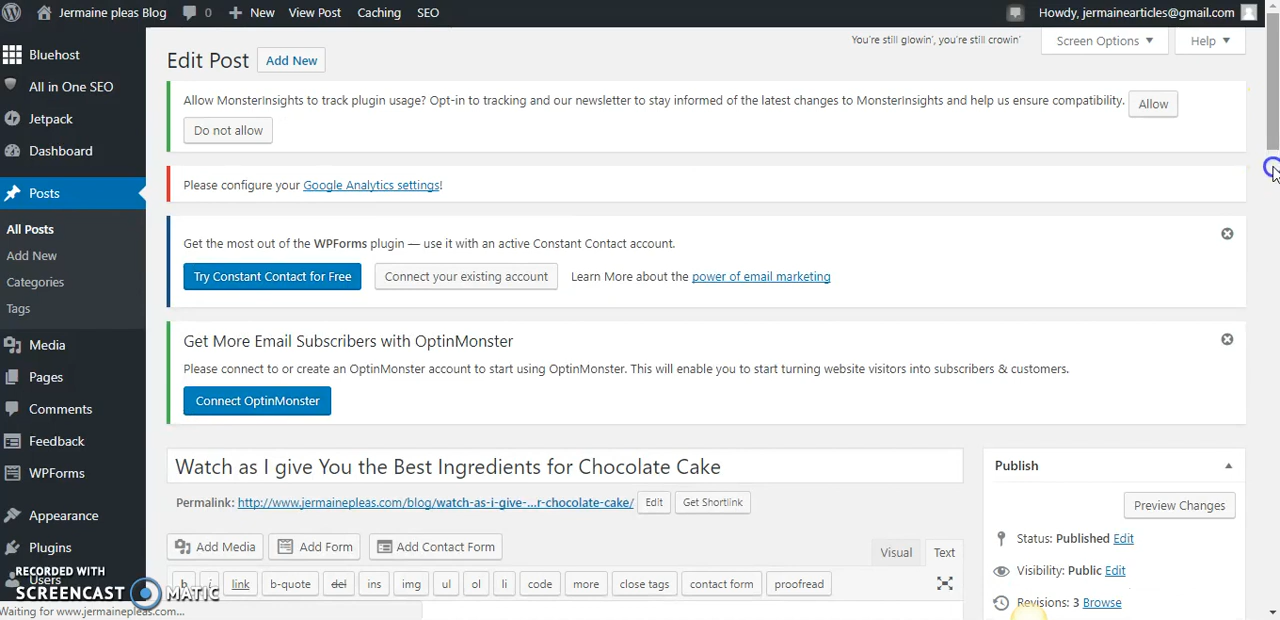 Jermaine pleas Blog 0 New View Post Caching SEO Howdy, jermainearticles@gmail.com
You're still glowin', you're still crowin' Screen Options Help
Edit Post Add New
Allow MonsterInsights to track plugin usage? Opt-in to tracking and our newsletter to stay informed of the latest changes to MonsterInsights and help us ensure compatibility. Allow
Do not allow
Please configure your Google Analytics settings!
Get the most out of the WPForms plugin — use it with an active Constant Contact account.
Try Constant Contact for Free Connect your existing account Learn More about the power of email marketing
Get More Email Subscribers with OptinMonster
Please connect to or create an OptinMonster account to start using OptinMonster. This will enable you to start turning website visitors into subscribers & customers.
Connect OptinMonster
Bluehost
All in One SEO
Jetpack
Dashboard
Posts
All Posts
Add New
Categories
Tags
Media
Pages
Comments
Feedback
WPForms
Appearance
Plugins
Users
RECORDED WITH
SCREENCAST MATIC
Waiting for www.jermainepleas.com...
Watch as I give You the Best Ingredients for Chocolate Cake
Permalink: http://www.jermainepleas.com/blog/watch-as-i-give-...r-chocolate-cake/ Edit Get Shortlink
Add Media Add Form Add Contact Form Visual Text
b i link b-quote del ins img ul ol li code more close tags contact form proofread
Publish
Preview Changes
Status: Published Edit
Visibility: Public Edit
Revisions: 3 Browse